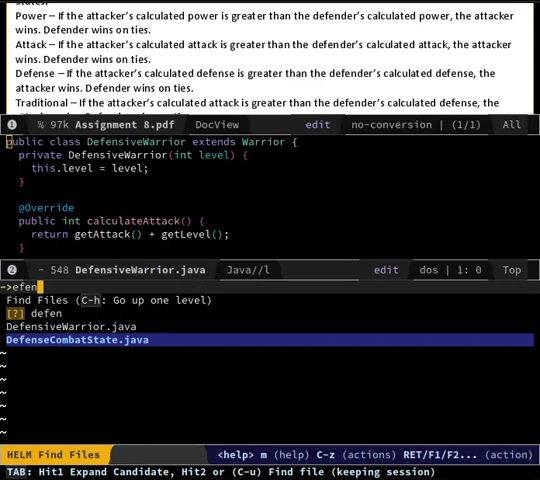 states:
Power – If the attacker's calculated power is greater than the defender's calculated power, the attacker
wins. Defender wins on ties.
Attack – If the attacker's calculated attack is greater than the defender's calculated attack, the attacker
wins. Defender wins on ties.
Defense – If the attacker's calculated defense is greater than the defender's calculated defense, the
attacker wins. Defender wins on ties.
Traditional – If the attacker's calculated attack is greater than the defender's calculated defense, the
❶ % 97k Assignment 8.pdf DocView edit no-conversion | (1/1) All
public class DefensiveWarrior extends Warrior {
private DefensiveWarrior(int level) {
this.level = level;
}
@Override
public int calculateAttack() {
return getAttack() + getLevel();
}
❷ - 548 DefensiveWarrior.java Java//l edit dos | 1: 0 Top
->efen
Find Files (C-h: Go up one level)
[?] defen
DefensiveWarrior.java
DefenseCombatState.java
~
~
~
~
~
~
~
HELM Find Files <help> m (help) C-z (actions) RET/F1/F2... (action)
TAB: Hit1 Expand Candidate, Hit2 or (C-u) Find file (keeping session)